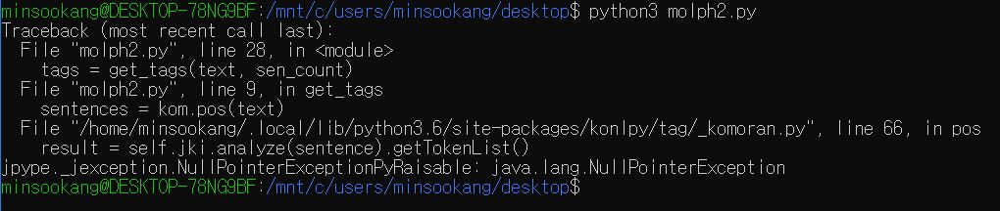 minsookang@DESKTOP-78NG9BF:/mnt/c/users/minsookang/desktop$ python3 molph2.py
Traceback (most recent call last):
  File "molph2.py", line 28, in <module>
    tags = get_tags(text, sen_count)
  File "molph2.py", line 9, in get_tags
    sentences = kom.pos(text)
  File "/home/minsookang/.local/lib/python3.6/site-packages/konlpy/tag/_komoran.py", line 66, in pos
    result = self.jki.analyze(sentence).getTokenList()
jpype._jexception.NullPointerExceptionPyRaisable: java.lang.NullPointerException
minsookang@DESKTOP-78NG9BF:/mnt/c/users/minsookang/desktop$